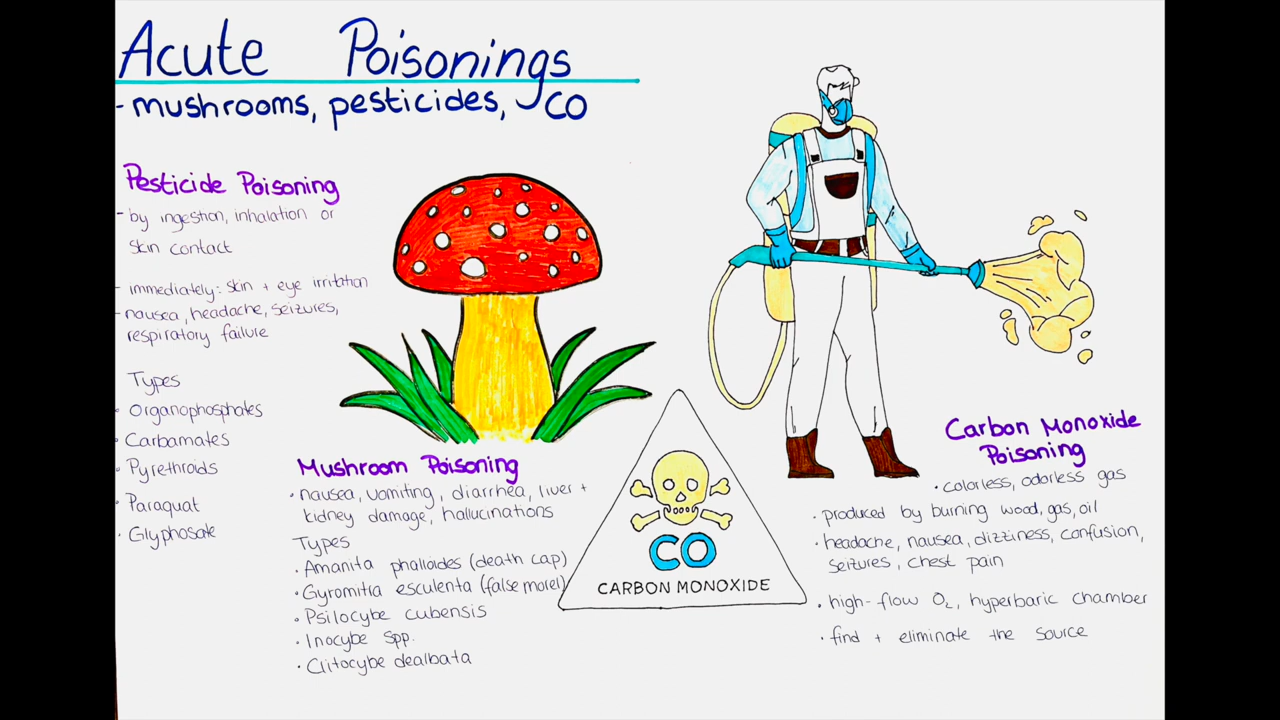 Acute Poisonings
- mushrooms, pesticides, CO
Pesticide Poisoning
- by ingestion, inhalation or
skin contact
- immediately: skin + eye irritation
- nausea, headache, seizures,
respiratory failure
Types
• Organophosphates
• Carbamates
• Pyrethroids
• Paraquat
• Glyphosate
Mushroom Poisoning
• nausea, vomiting, diarrhea, liver +
kidney damage, hallucinations
Types
• Amanita phalloides (death cap)
• Gyromitra esculenta (false morel)
• Psilocybe cubensis
• Inocybe spp.
• Clitocybe dealbata
CO
CARBON MONOXIDE
Carbon Monoxide
Poisoning
• colorless, odorless gas
• produced by burning wood, gas, oil
• headache, nausea, dizziness, confusion,
seizures, chest pain
• high-flow O₂, hyperbaric chamber
• find + eliminate the source